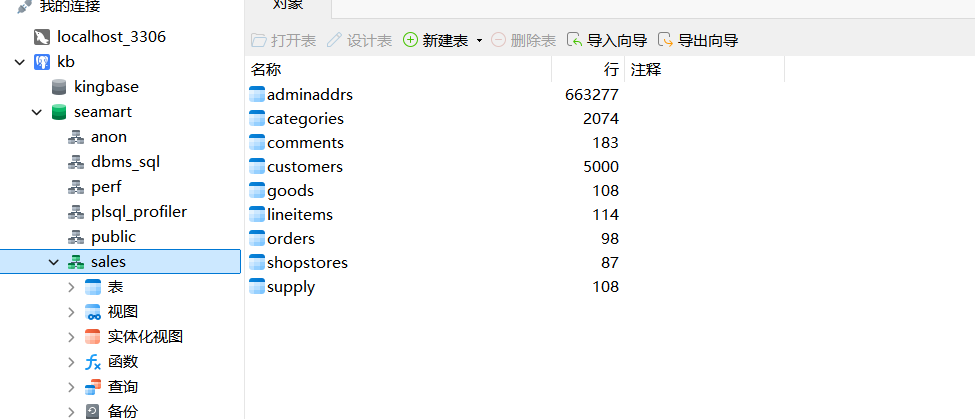 我的连接
localhost_3306
kb
kingbase
seamart
anon
dbms_sql
perf
plsql_profiler
public
sales
表
视图
实体化视图
函数
查询
备份
对象
打开表 设计表 新建表 删除表 导入向导 导出向导
名称 行 注释
adminaddrs 663277
categories 2074
comments 183
customers 5000
goods 108
lineitems 114
orders 98
shopstores 87
supply 108